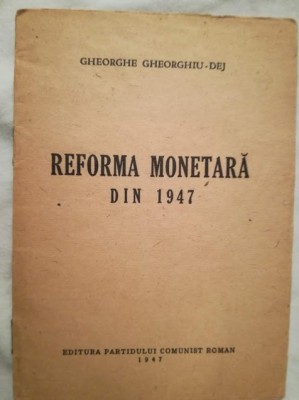 GHEORGHE GHEORGHIU-DEJ
REFORMA MONETARĂ
DIN 1947
EDITURA PARTIDULUI COMUNIST ROMAN
1947